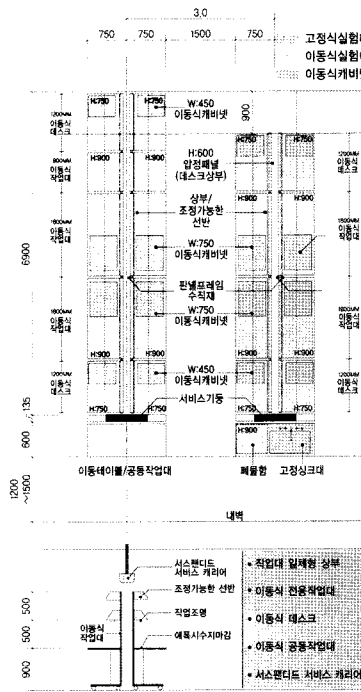 3.0
750 750 1500 750 750
고정식실험
이동식실험
이동식캐비넷
900
H:750 H:750
W:450
이동식캐비넷
H:600
압정패널
(데스크상부)
H:750 H:750
H:900 H:900
H:900 H:900
상부/
조정가능한
선반
W:750
이동식캐비넷
판넬프레임
수직재
W:750
이동식캐비넷
H:900 H:900
H:900 H:900
W:450
이동식캐비넷
H:750 H:750
서비스기둥
H:750 H:750
H:900
1200MM
이동식
데스크
이동식
작업대
1800MM
이동식
작업대
1800MM
이동식
작업대
1200MM
이동식
데스크
1200MM
이동식
데스크
이동식
작업대
이동식
작업대
1200MM
이동식
데스크
6900
135
600
1200
~1500
이동테이블/공동작업대
폐물함
고정싱크대
내벽
서스팬디드
서비스 캐리어
조정가능한 선반
직업조명
이동식
작업대
에폭시수지마감
500
500
900
• 작업대 일체형 상부
• 이동식 전용작업대
• 이동식 데스크
• 이동식 공동작업대
• 서스팬디드 서비스 캐리어